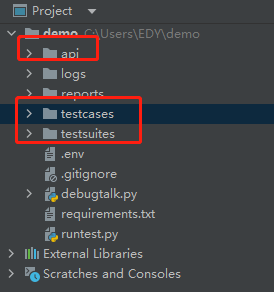 Project
demo C:\Users\EDY\demo
api
logs
reports
testcases
testsuites
.env
.gitignore
debugtalk.py
requirements.txt
runtest.py
External Libraries
Scratches and Consoles